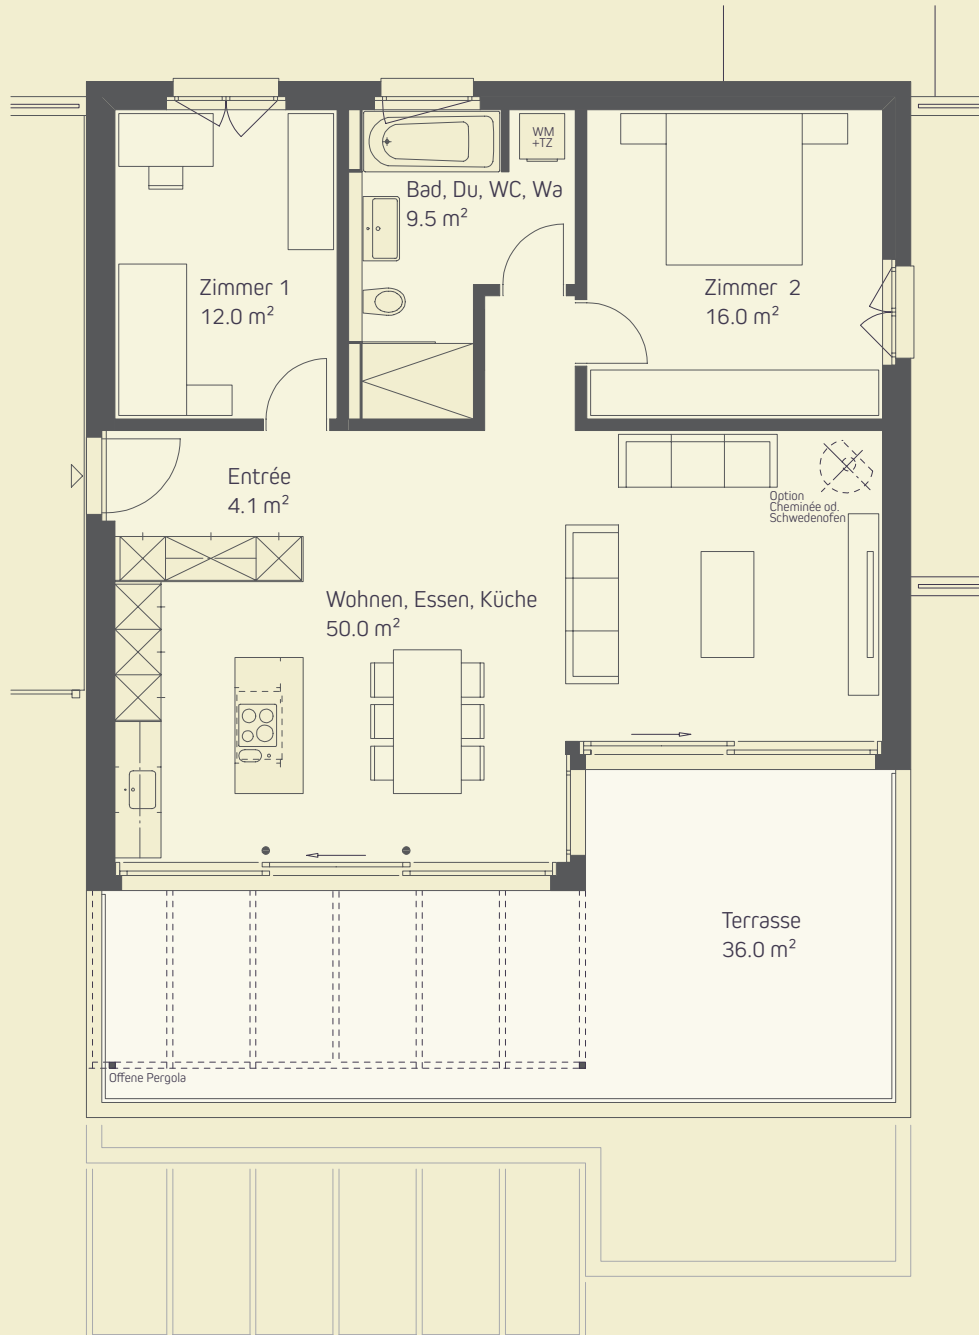 WM
+TZ
Bad, Du, WC, Wa
9.5 m²
Zimmer 1
12.0 m²
Zimmer 2
16.0 m²
Entrée
4.1 m²
Option
Cheminée od.
Schwedenofen
Wohnen, Essen, Küche
50.0 m²
Terrasse
36.0 m²
Offene Pergola